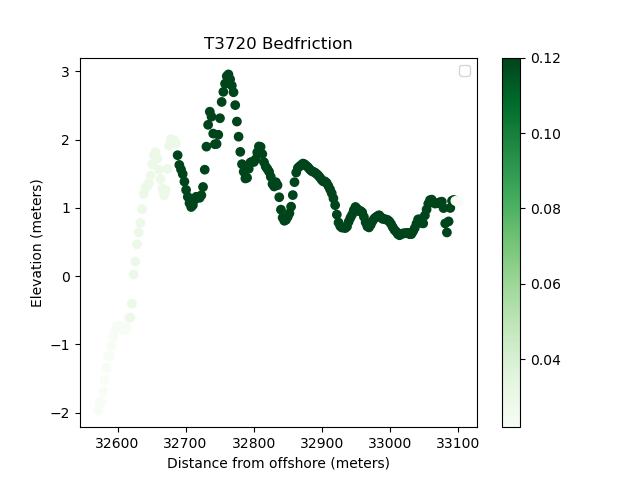 T3720 Bedfriction
3
2
1
0
−1
−2
Elevation (meters)
32600 32700 32800 32900 33000 33100
Distance from offshore (meters)
0.12
0.10
0.08
0.06
0.04